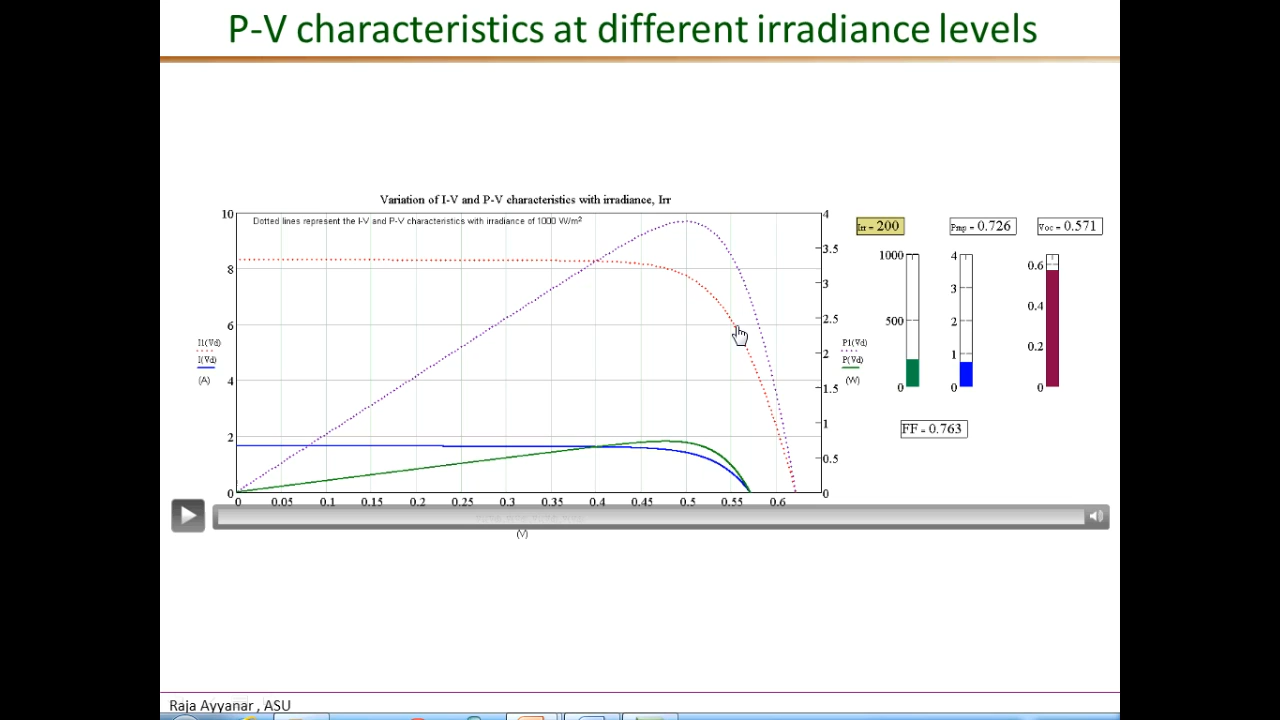 P-V characteristics at different irradiance levels
Variation of I-V and P-V characteristics with irradiance, Irr
Dotted lines represent the I-V and P-V characteristics with irradiance of 1000 W/m²
10
8
6
4
2
0
I1(Vd)
I(Vd)
(A)
0 0.05 0.1 0.15 0.2 0.25 0.3 0.35 0.4 0.45 0.5 0.55 0.6
(V)
4
3.5
3
2.5
2
1.5
1
0.5
0
P1(Vd)
P(Vd)
(W)
Irr = 200
1000
500
0
Pmp = 0.726
4
3
2
1
0
Voc = 0.571
0.6
0.4
0.2
0
FF = 0.763
Raja Ayyanar , ASU